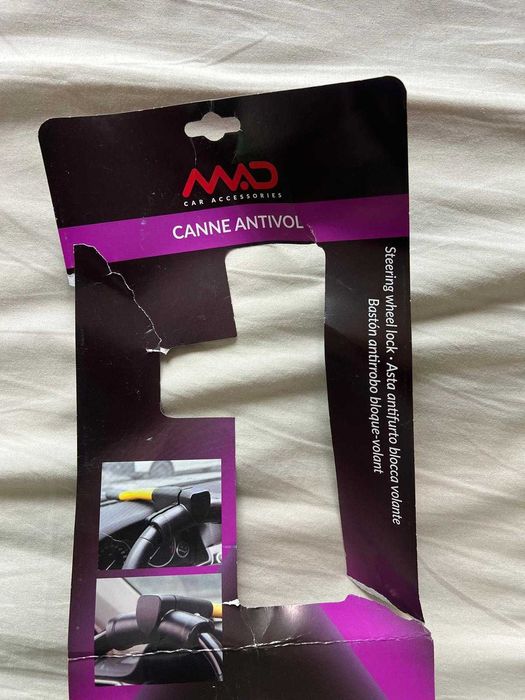 MAD
CAR ACCESSORIES
CANNE ANTIVOL
Steering wheel lock • Asta antifurto blocca volante
Bastón antirrobo bloque-volant